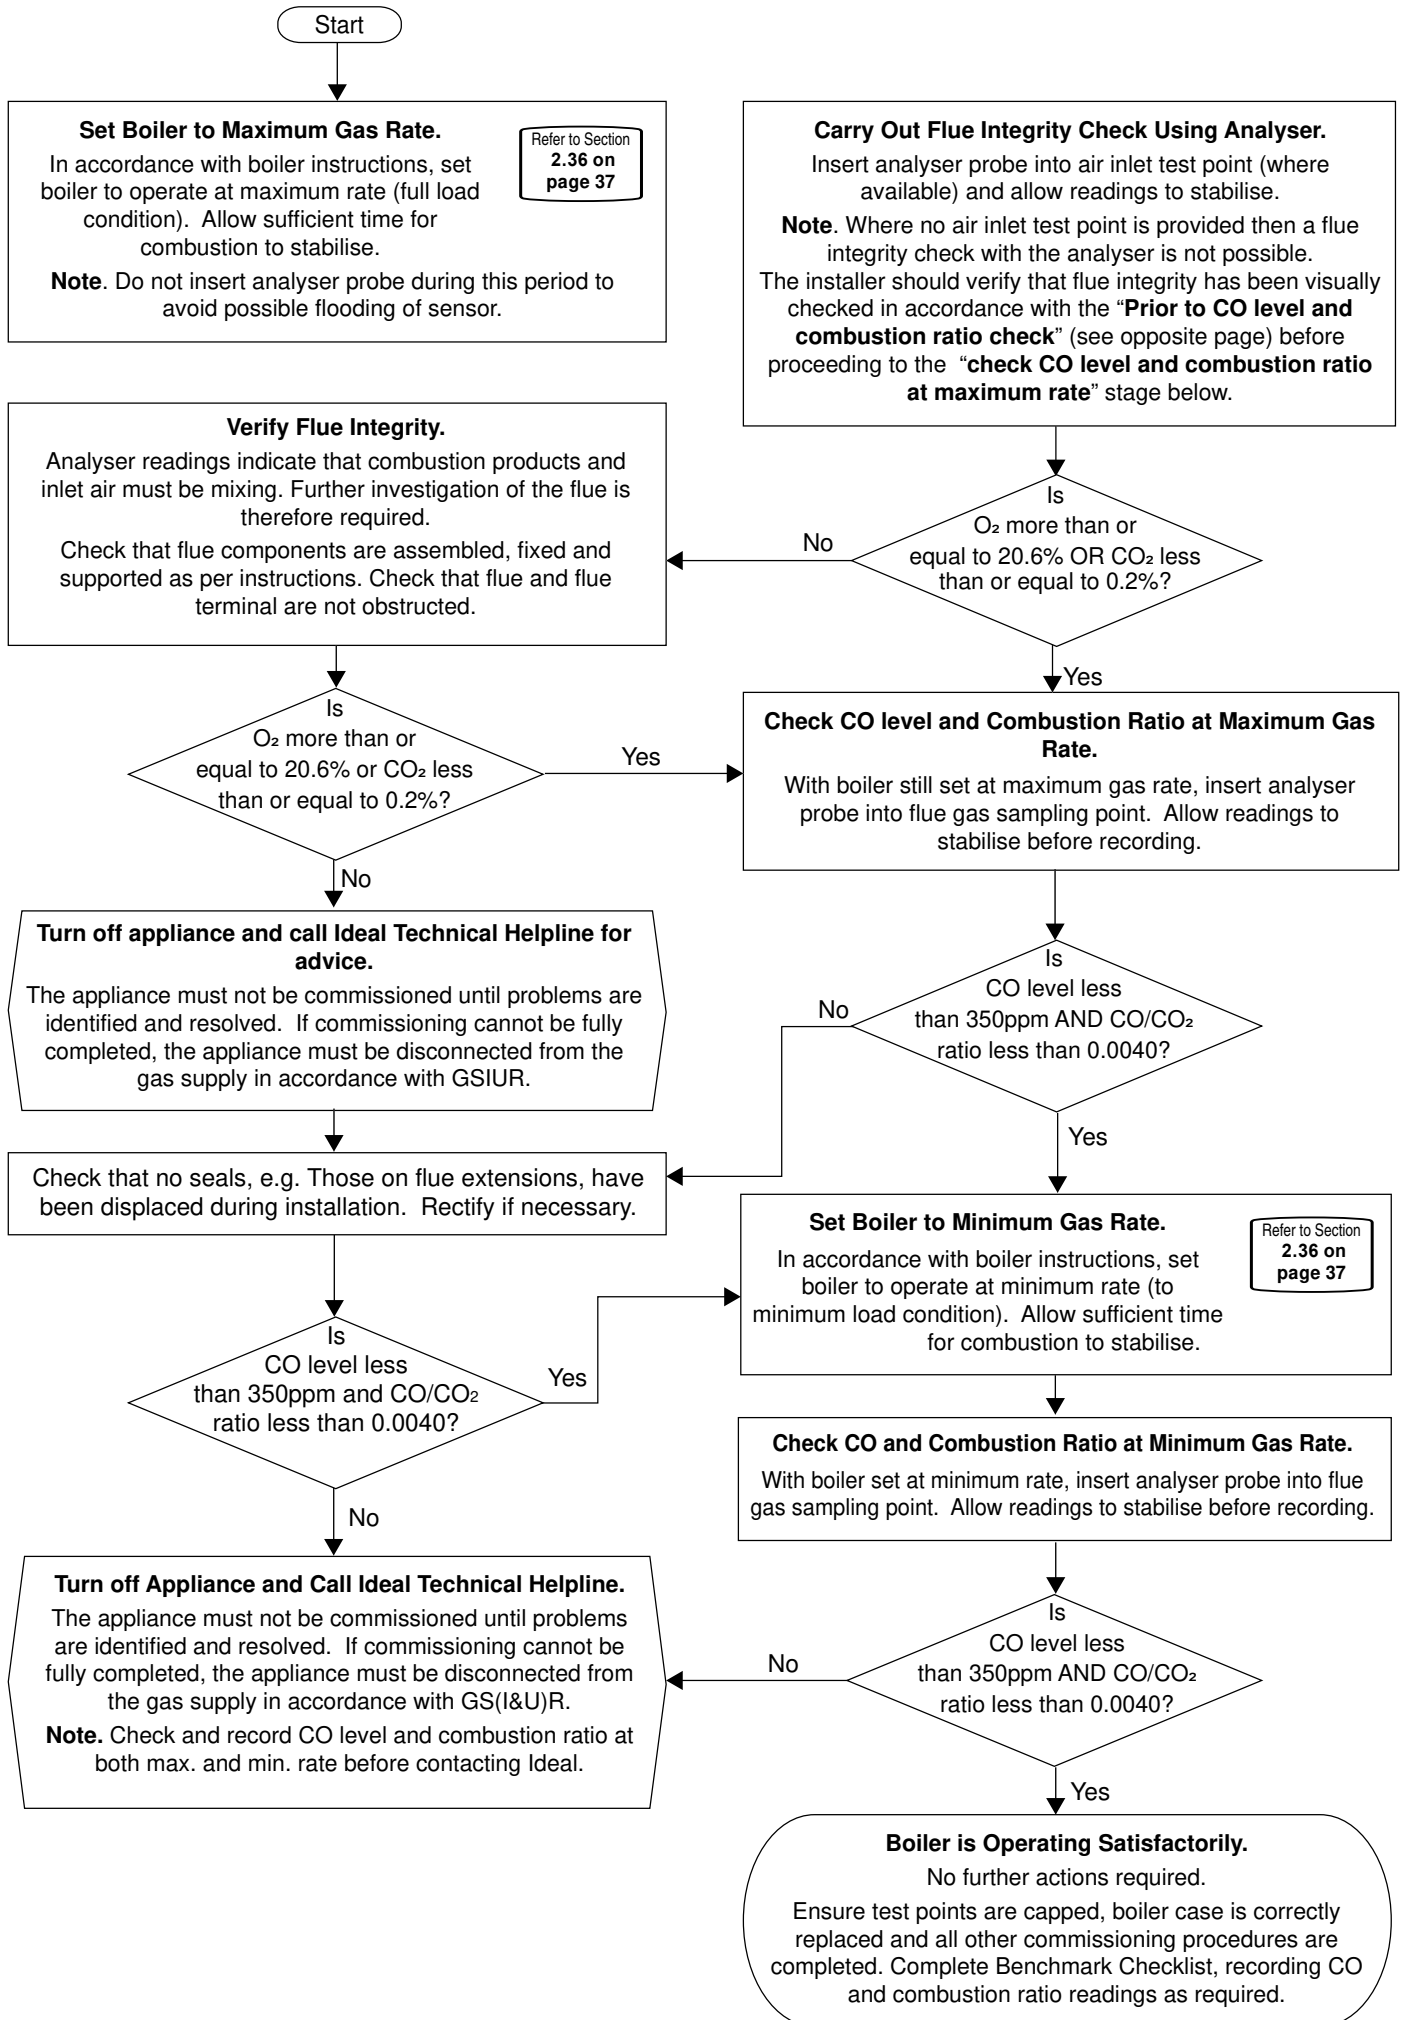 Start
Set Boiler to Maximum Gas Rate.
In accordance with boiler instructions, set
boiler to operate at maximum rate (full load
condition).  Allow sufficient time for
combustion to stabilise.
Note. Do not insert analyser probe during this period to
avoid possible flooding of sensor.
Refer to Section
2.36 on
page 37
Carry Out Flue Integrity Check Using Analyser.
Insert analyser probe into air inlet test point (where
available) and allow readings to stabilise.
Note. Where no air inlet test point is provided then a flue
integrity check with the analyser is not possible.
The installer should verify that flue integrity has been visually
checked in accordance with the “Prior to CO level and
combustion ratio check” (see opposite page) before
proceeding to the  “check CO level and combustion ratio
at maximum rate” stage below.
Verify Flue Integrity.
Analyser readings indicate that combustion products and
inlet air must be mixing. Further investigation of the flue is
therefore required.
Check that flue components are assembled, fixed and
supported as per instructions. Check that flue and flue
terminal are not obstructed.
No
Is
O₂ more than or
equal to 20.6% OR CO₂ less
than or equal to 0.2%?
Yes
Is
O₂ more than or
equal to 20.6% or CO₂ less
than or equal to 0.2%?
Yes
No
Check CO level and Combustion Ratio at Maximum Gas
Rate.
With boiler still set at maximum gas rate, insert analyser
probe into flue gas sampling point.  Allow readings to
stabilise before recording.
Turn off appliance and call Ideal Technical Helpline for
advice.
The appliance must not be commissioned until problems are
identified and resolved.  If commissioning cannot be fully
completed, the appliance must be disconnected from the
gas supply in accordance with GSIUR.
No
Is
CO level less
than 350ppm AND CO/CO₂
ratio less than 0.0040?
Yes
Check that no seals, e.g. Those on flue extensions, have
been displaced during installation.  Rectify if necessary.
Set Boiler to Minimum Gas Rate.
In accordance with boiler instructions, set
boiler to operate at minimum rate (to
minimum load condition).  Allow sufficient time
for combustion to stabilise.
Refer to Section
2.36 on
page 37
Is
CO level less
than 350ppm and CO/CO₂
ratio less than 0.0040?
Yes
No
Check CO and Combustion Ratio at Minimum Gas Rate.
With boiler set at minimum rate, insert analyser probe into flue
gas sampling point.  Allow readings to stabilise before recording.
Turn off Appliance and Call Ideal Technical Helpline.
The appliance must not be commissioned until problems
are identified and resolved.  If commissioning cannot be
fully completed, the appliance must be disconnected from
the gas supply in accordance with GS(I&U)R.
Note. Check and record CO level and combustion ratio at
both max. and min. rate before contacting Ideal.
No
Is
CO level less
than 350ppm AND CO/CO₂
ratio less than 0.0040?
Yes
Boiler is Operating Satisfactorily.
No further actions required.
Ensure test points are capped, boiler case is correctly
replaced and all other commissioning procedures are
completed. Complete Benchmark Checklist, recording CO
and combustion ratio readings as required.